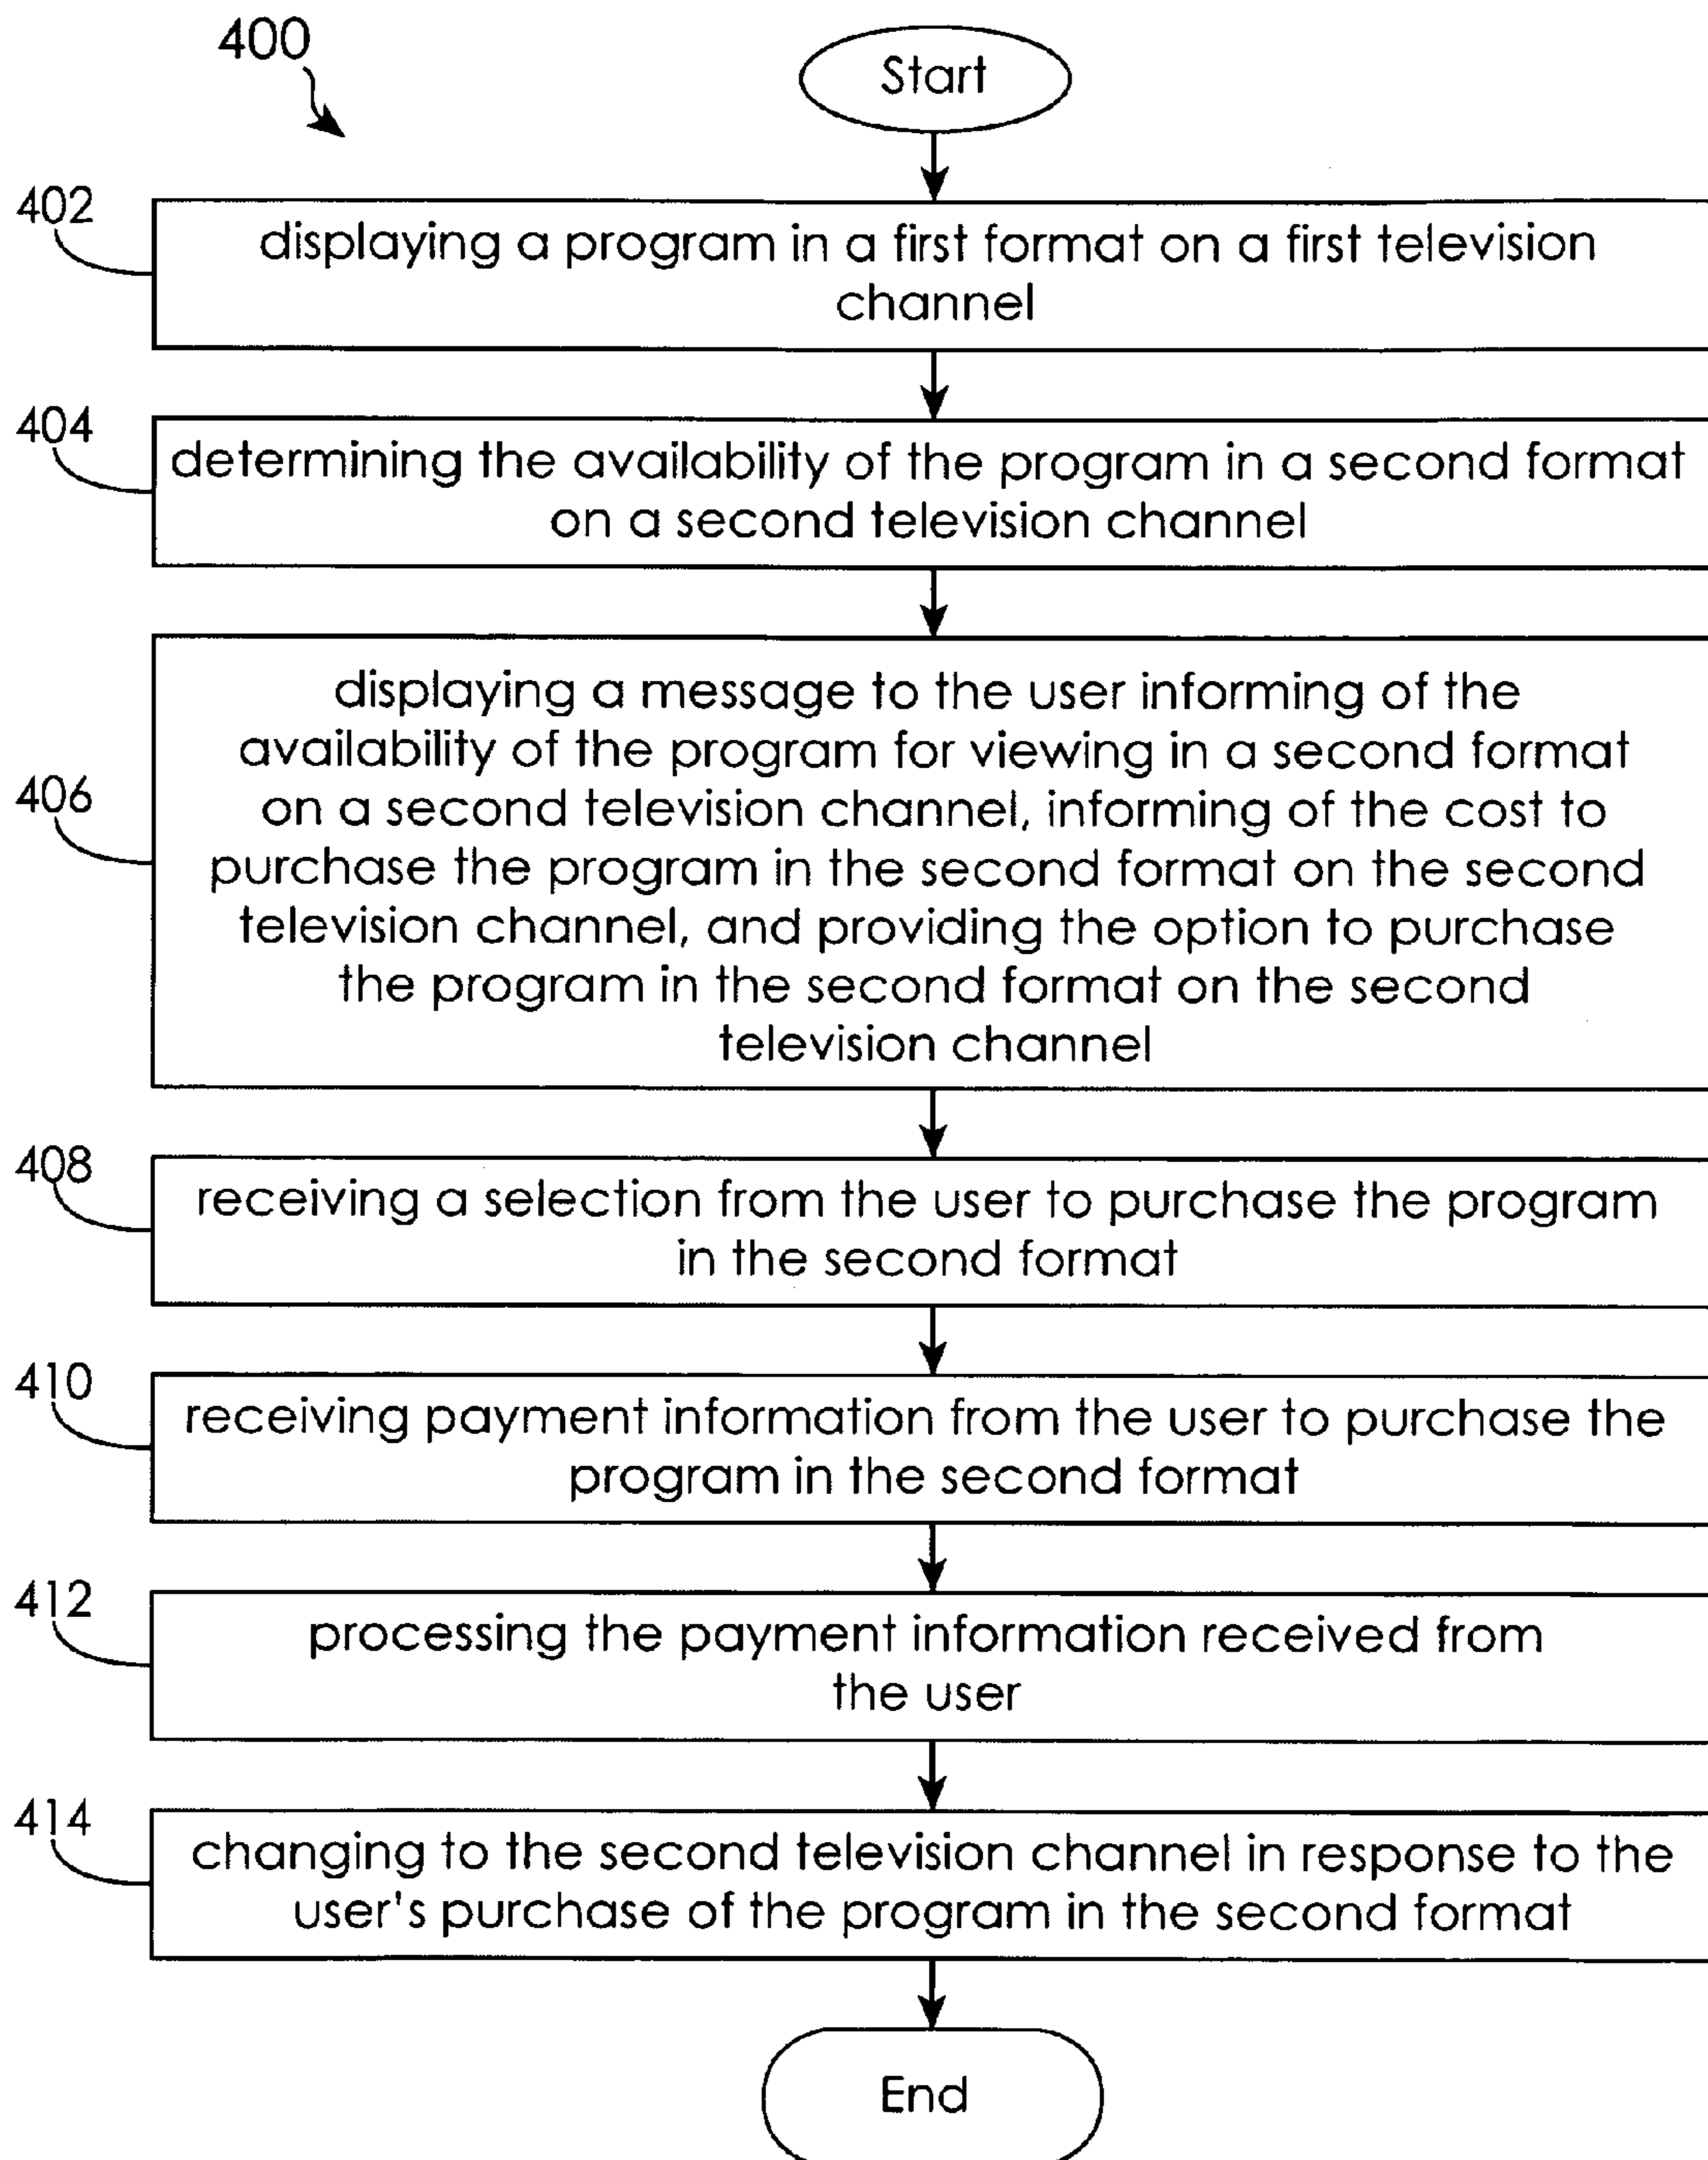 400
Start
402
displaying a program in a first format on a first television
channel
404
determining the availability of the program in a second format
on a second television channel
406
displaying a message to the user informing of the
availability of the program for viewing in a second format
on a second television channel, informing of the cost to
purchase the program in the second format on the second
television channel, and providing the option to purchase
the program in the second format on the second
television channel
408
receiving a selection from the user to purchase the program
in the second format
410
receiving payment information from the user to purchase the
program in the second format
412
processing the payment information received from
the user
414
changing to the second television channel in response to the
user's purchase of the program in the second format
End